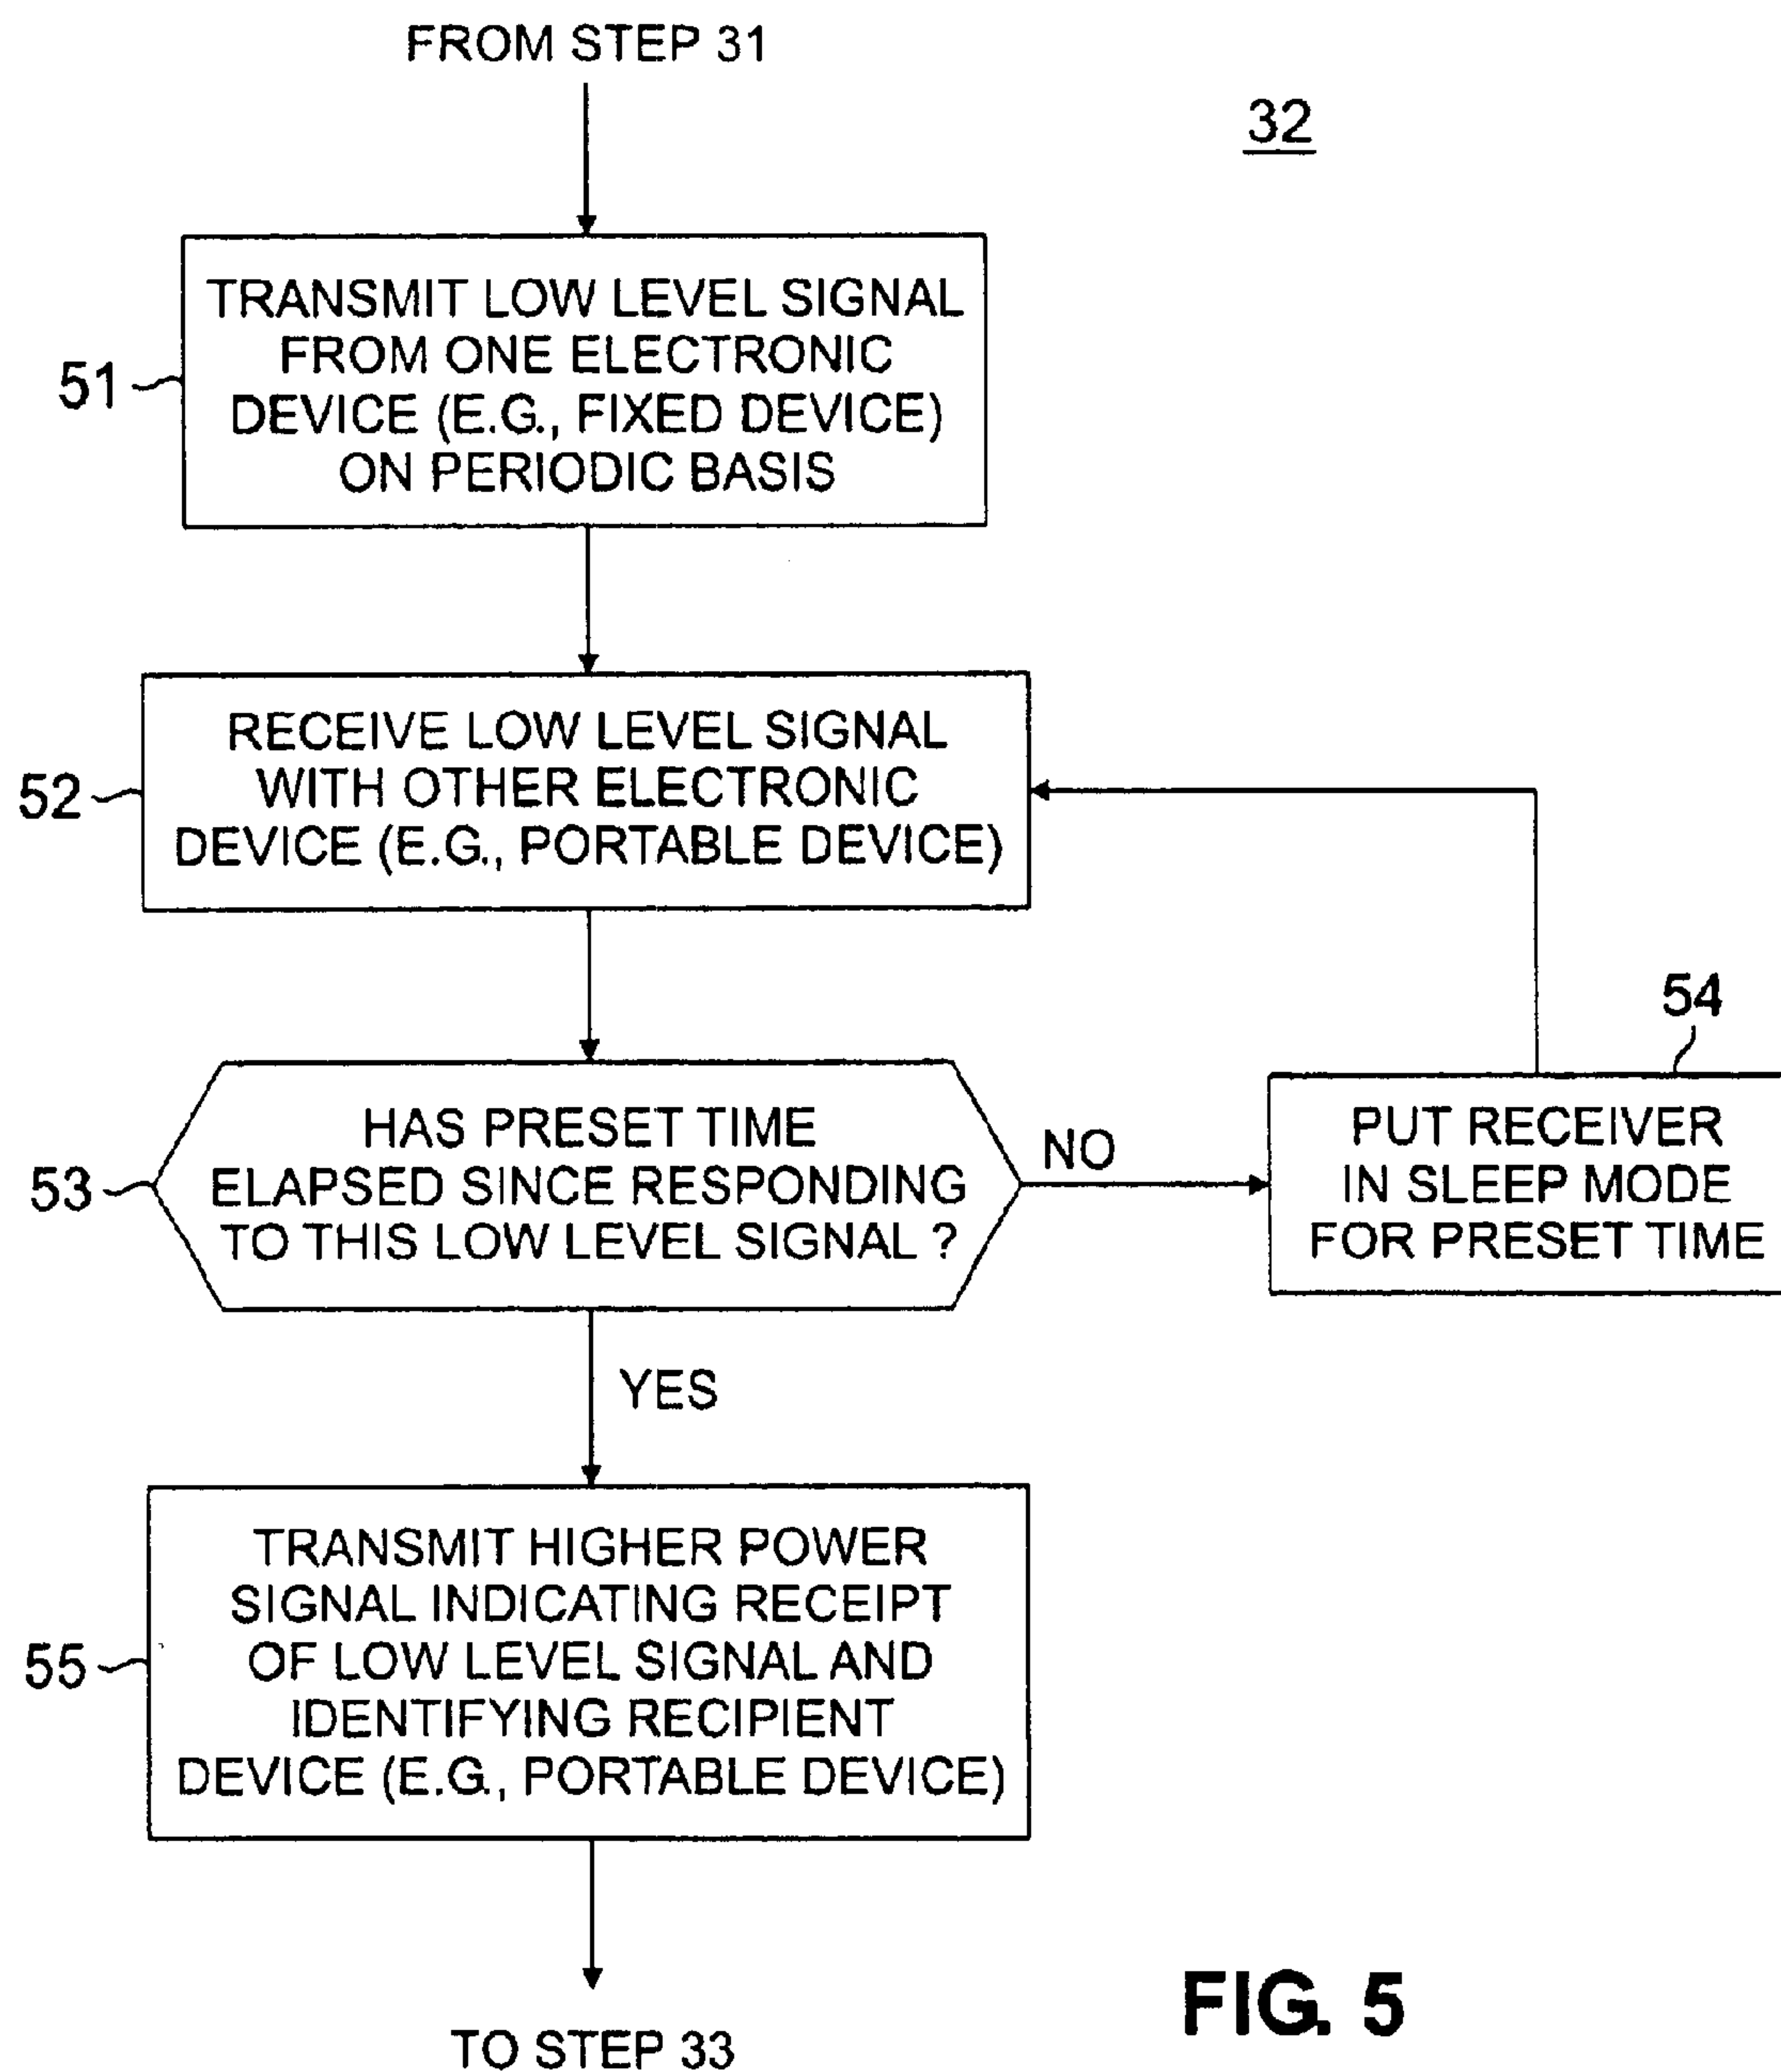 FROM STEP 31
32
TRANSMIT LOW LEVEL SIGNAL
FROM ONE ELECTRONIC
DEVICE (E.G., FIXED DEVICE)
ON PERIODIC BASIS
51
RECEIVE LOW LEVEL SIGNAL
WITH OTHER ELECTRONIC
DEVICE (E.G., PORTABLE DEVICE)
52
HAS PRESET TIME
ELAPSED SINCE RESPONDING
TO THIS LOW LEVEL SIGNAL ?
53
NO
54
PUT RECEIVER
IN SLEEP MODE
FOR PRESET TIME
YES
TRANSMIT HIGHER POWER
SIGNAL INDICATING RECEIPT
OF LOW LEVEL SIGNAL AND
IDENTIFYING RECIPIENT
DEVICE (E.G., PORTABLE DEVICE)
55
TO STEP 33
FIG. 5